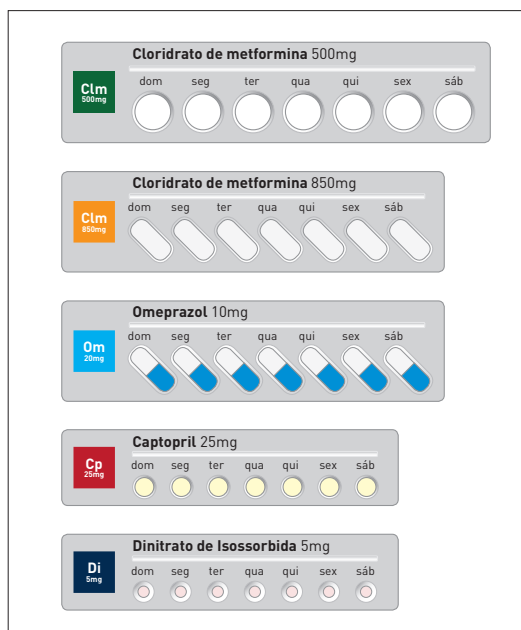 Cloridrato de metformina 500mg
Clm
500mg
dom seg ter qua qui sex sáb
Cloridrato de metformina 850mg
Clm
850mg
dom seg ter qua qui sex sáb
Omeprazol 10mg
Om
20mg
dom seg ter qua qui sex sáb
Captopril 25mg
Cp
25mg
dom seg ter qua qui sex sáb
Dinitrato de Isossorbida 5mg
Di
5mg
dom seg ter qua qui sex sáb